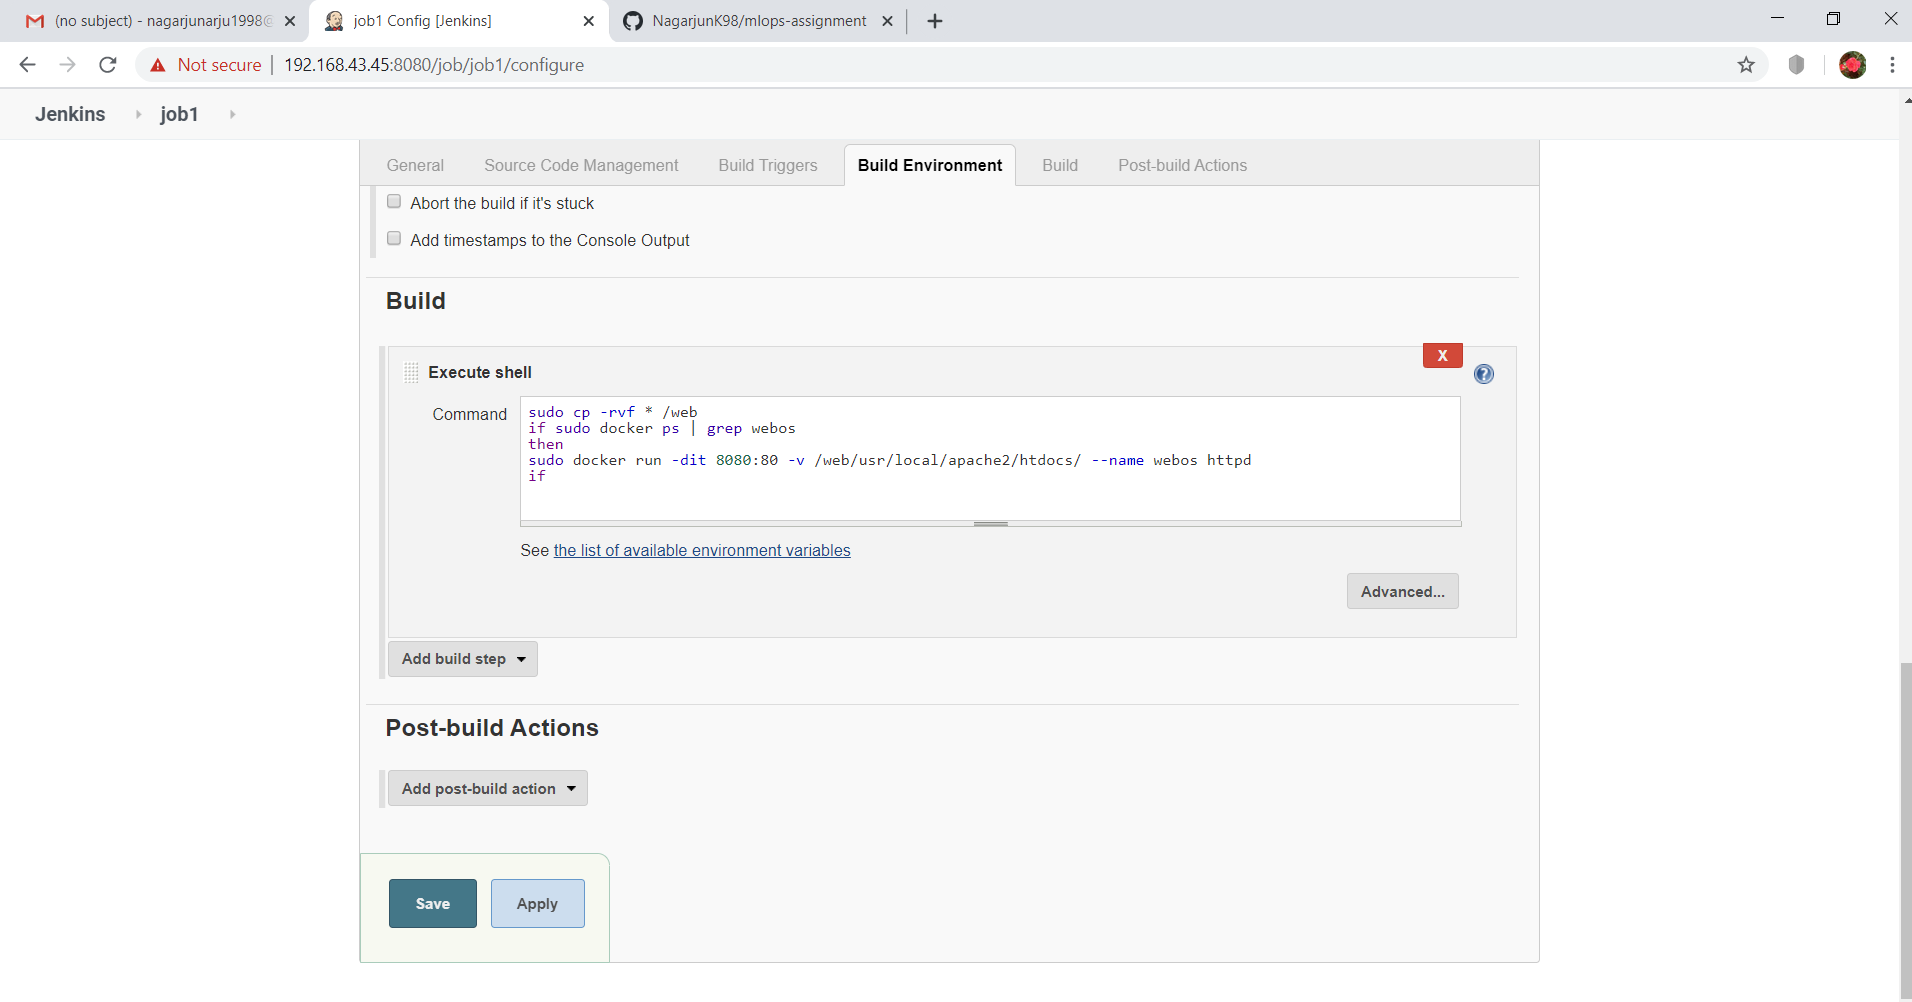 (no subject) - nagarjunarju1998@
job1 Config [Jenkins]
NagarjunK98/mlops-assignment
Not secure
192.168.43.45:8080/job/job1/configure
Jenkins
job1
General
Source Code Management
Build Triggers
Build Environment
Build
Post-build Actions
Abort the build if it's stuck
Add timestamps to the Console Output
Build
X
Execute shell
?
Command
sudo cp -rvf * /web
if sudo docker ps | grep webos
then
sudo docker run -dit 8080:80 -v /web/usr/local/apache2/htdocs/ --name webos httpd
if
See the list of available environment variables
Advanced...
Add build step
Post-build Actions
Add post-build action
Save
Apply